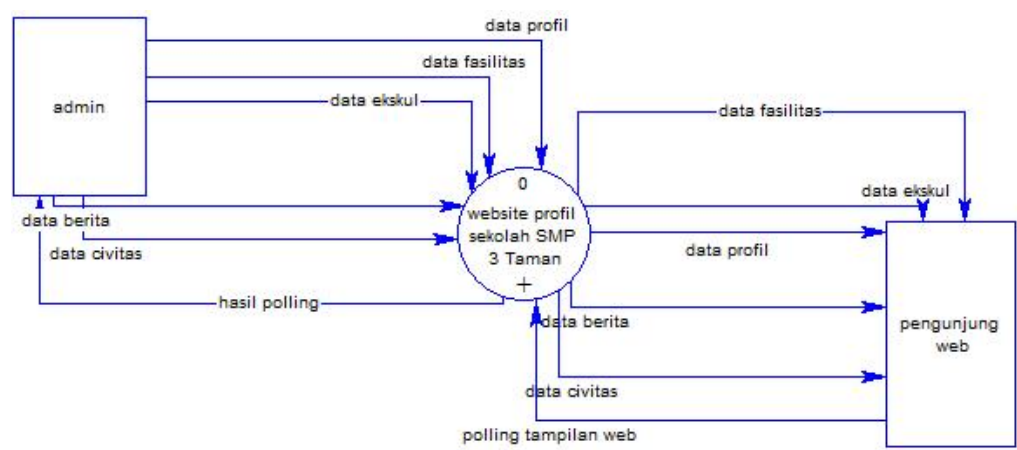 data profil
data fasilitas
data ekskul
admin
data fasilitas
0
data ekskul
website profil
sekolah SMP
3 Taman
+
data berita
data civitas
data profil
hasil polling
data berita
pengunjung
web
data civitas
polling tampilan web